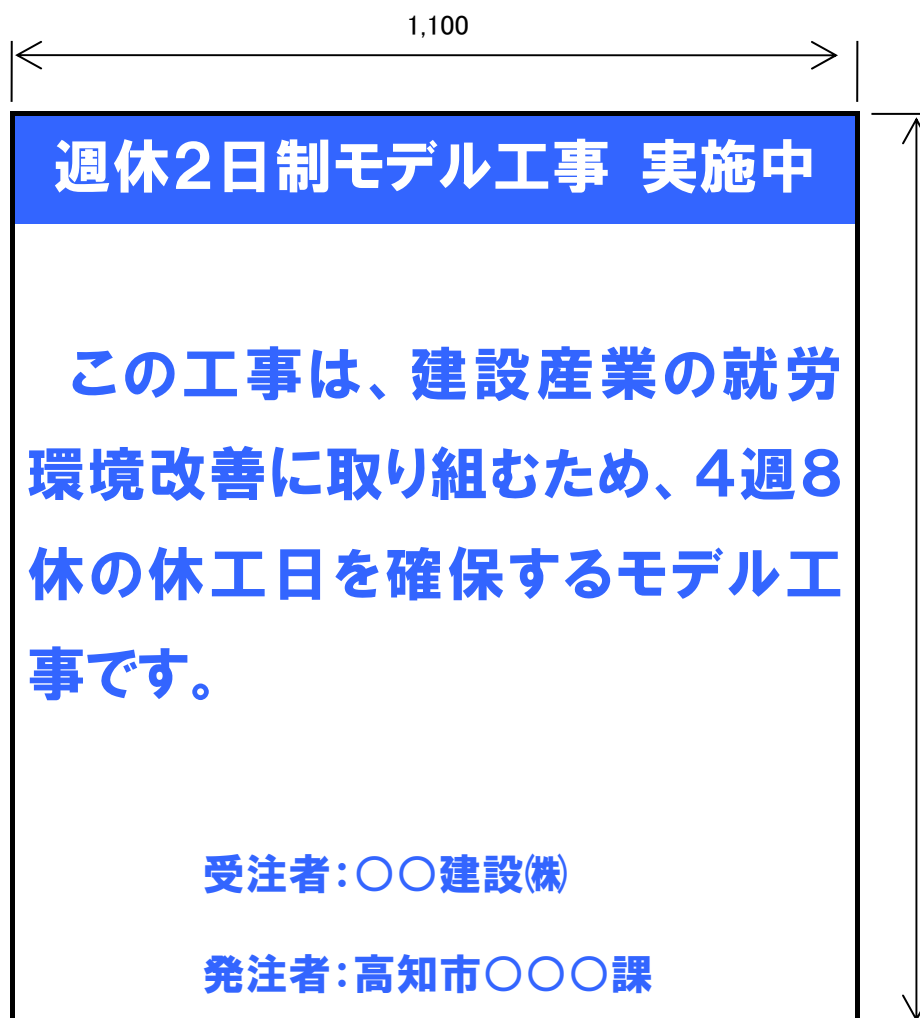 1,100
週休2日制モデル工事 実施中
この工事は、建設産業の就労
環境改善に取り組むため、4週8
休の休工日を確保するモデル工
事です。
受注者：○○建設㈱
発注者：高知市○○○課